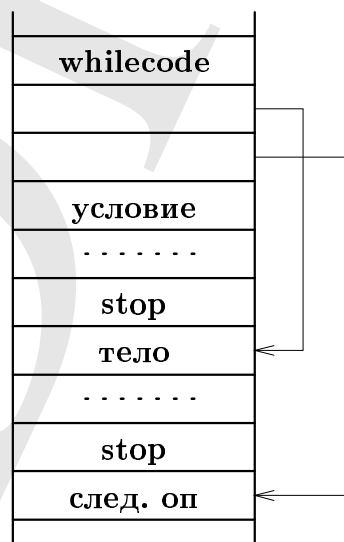 whilecode
условие
- - - - - - -
stop
тело
- - - - - - -
stop
след. оп